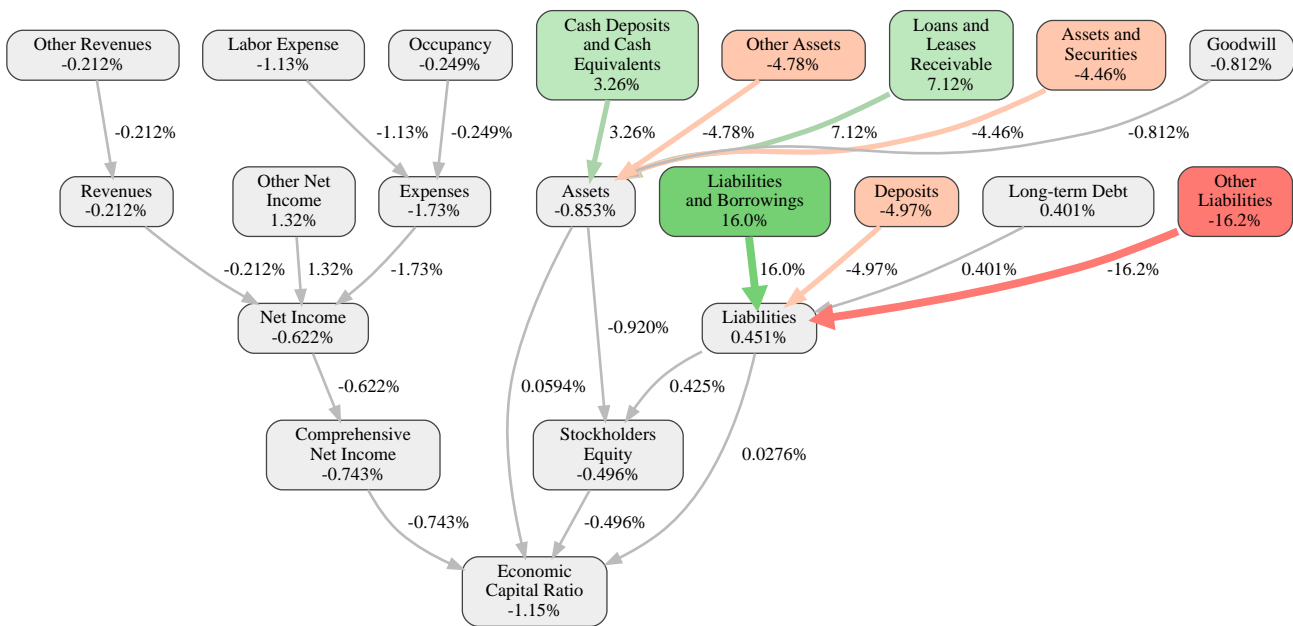 Other Revenues
-0.212%
Labor Expense
-1.13%
Occupancy
-0.249%
Cash Deposits
and Cash
Equivalents
3.26%
Other Assets
-4.78%
Loans and
Leases
Receivable
7.12%
Assets and
Securities
-4.46%
Goodwill
-0.812%
-0.212%
-1.13%
-0.249%
3.26%
-4.78%
7.12%
-4.46%
-0.812%
Revenues
-0.212%
Other Net
Income
1.32%
Expenses
-1.73%
Assets
-0.853%
Liabilities
and Borrowings
16.0%
Deposits
-4.97%
Long-term Debt
0.401%
Other
Liabilities
-16.2%
-0.212%
1.32%
-1.73%
16.0%
-4.97%
0.401%
-16.2%
Net Income
-0.622%
-0.920%
Liabilities
0.451%
-0.622%
0.0594%
0.425%
Comprehensive
Net Income
-0.743%
Stockholders
Equity
-0.496%
0.0276%
-0.743%
-0.496%
Economic
Capital Ratio
-1.15%